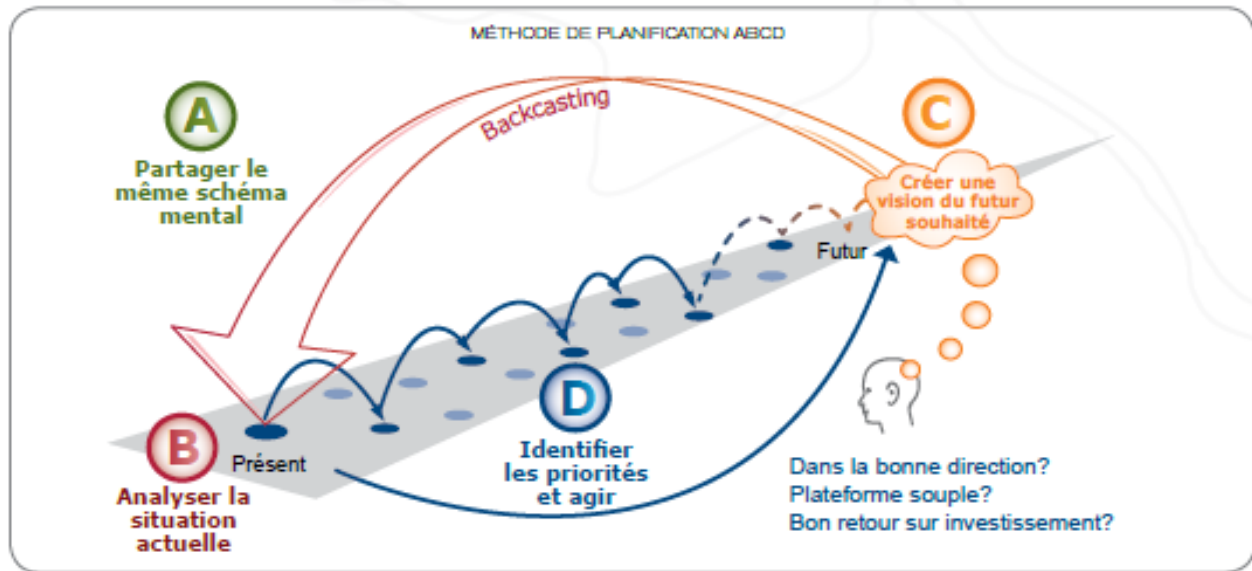 MÉTHODE DE PLANIFICATION ABCD
A
Partager le
même schéma
mental
Backcasting
C
Créer une
vision du futur
souhaité
Futur
B
Présent
Analyser la
situation
actuelle
D
Identifier
les priorités
et agir
Dans la bonne direction?
Plateforme souple?
Bon retour sur investissement?